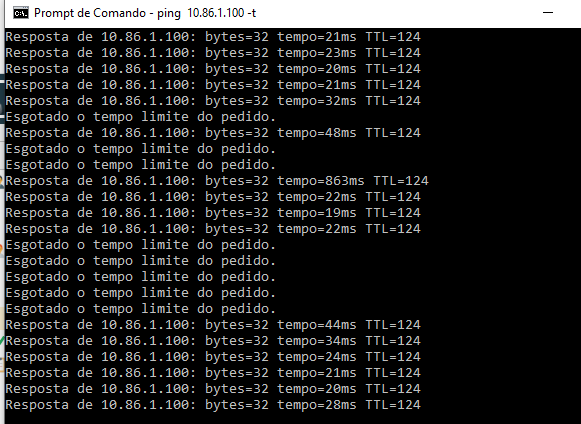 Prompt de Comando - ping  10.86.1.100 -t
Resposta de 10.86.1.100: bytes=32 tempo=21ms TTL=124
Resposta de 10.86.1.100: bytes=32 tempo=23ms TTL=124
Resposta de 10.86.1.100: bytes=32 tempo=20ms TTL=124
Resposta de 10.86.1.100: bytes=32 tempo=21ms TTL=124
Resposta de 10.86.1.100: bytes=32 tempo=32ms TTL=124
Esgotado o tempo limite do pedido.
Resposta de 10.86.1.100: bytes=32 tempo=48ms TTL=124
Esgotado o tempo limite do pedido.
Esgotado o tempo limite do pedido.
Resposta de 10.86.1.100: bytes=32 tempo=863ms TTL=124
Resposta de 10.86.1.100: bytes=32 tempo=22ms TTL=124
Resposta de 10.86.1.100: bytes=32 tempo=19ms TTL=124
Resposta de 10.86.1.100: bytes=32 tempo=22ms TTL=124
Esgotado o tempo limite do pedido.
Esgotado o tempo limite do pedido.
Esgotado o tempo limite do pedido.
Esgotado o tempo limite do pedido.
Esgotado o tempo limite do pedido.
Resposta de 10.86.1.100: bytes=32 tempo=44ms TTL=124
Resposta de 10.86.1.100: bytes=32 tempo=34ms TTL=124
Resposta de 10.86.1.100: bytes=32 tempo=24ms TTL=124
Resposta de 10.86.1.100: bytes=32 tempo=21ms TTL=124
Resposta de 10.86.1.100: bytes=32 tempo=20ms TTL=124
Resposta de 10.86.1.100: bytes=32 tempo=28ms TTL=124